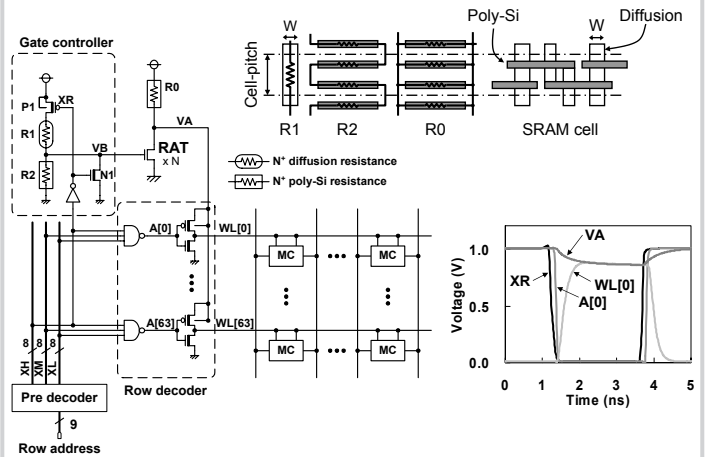 Gate controller
P1
XR
R1
VB
R2
N1
R0
VA
RAT
x N
N⁺ diffusion resistance
N⁺ poly-Si resistance
W
Cell-pitch
R1
R2
R0
Poly-Si
W
Diffusion
SRAM cell
A[0]
WL[0]
MC
MC
A[63]
WL[63]
MC
MC
8
8
8
XH
XM
XL
Row decoder
Pre decoder
9
Row address
Voltage (V)
1.0
0.5
0.0
VA
XR
WL[0]
A[0]
0 1 2 3 4 5
Time (ns)